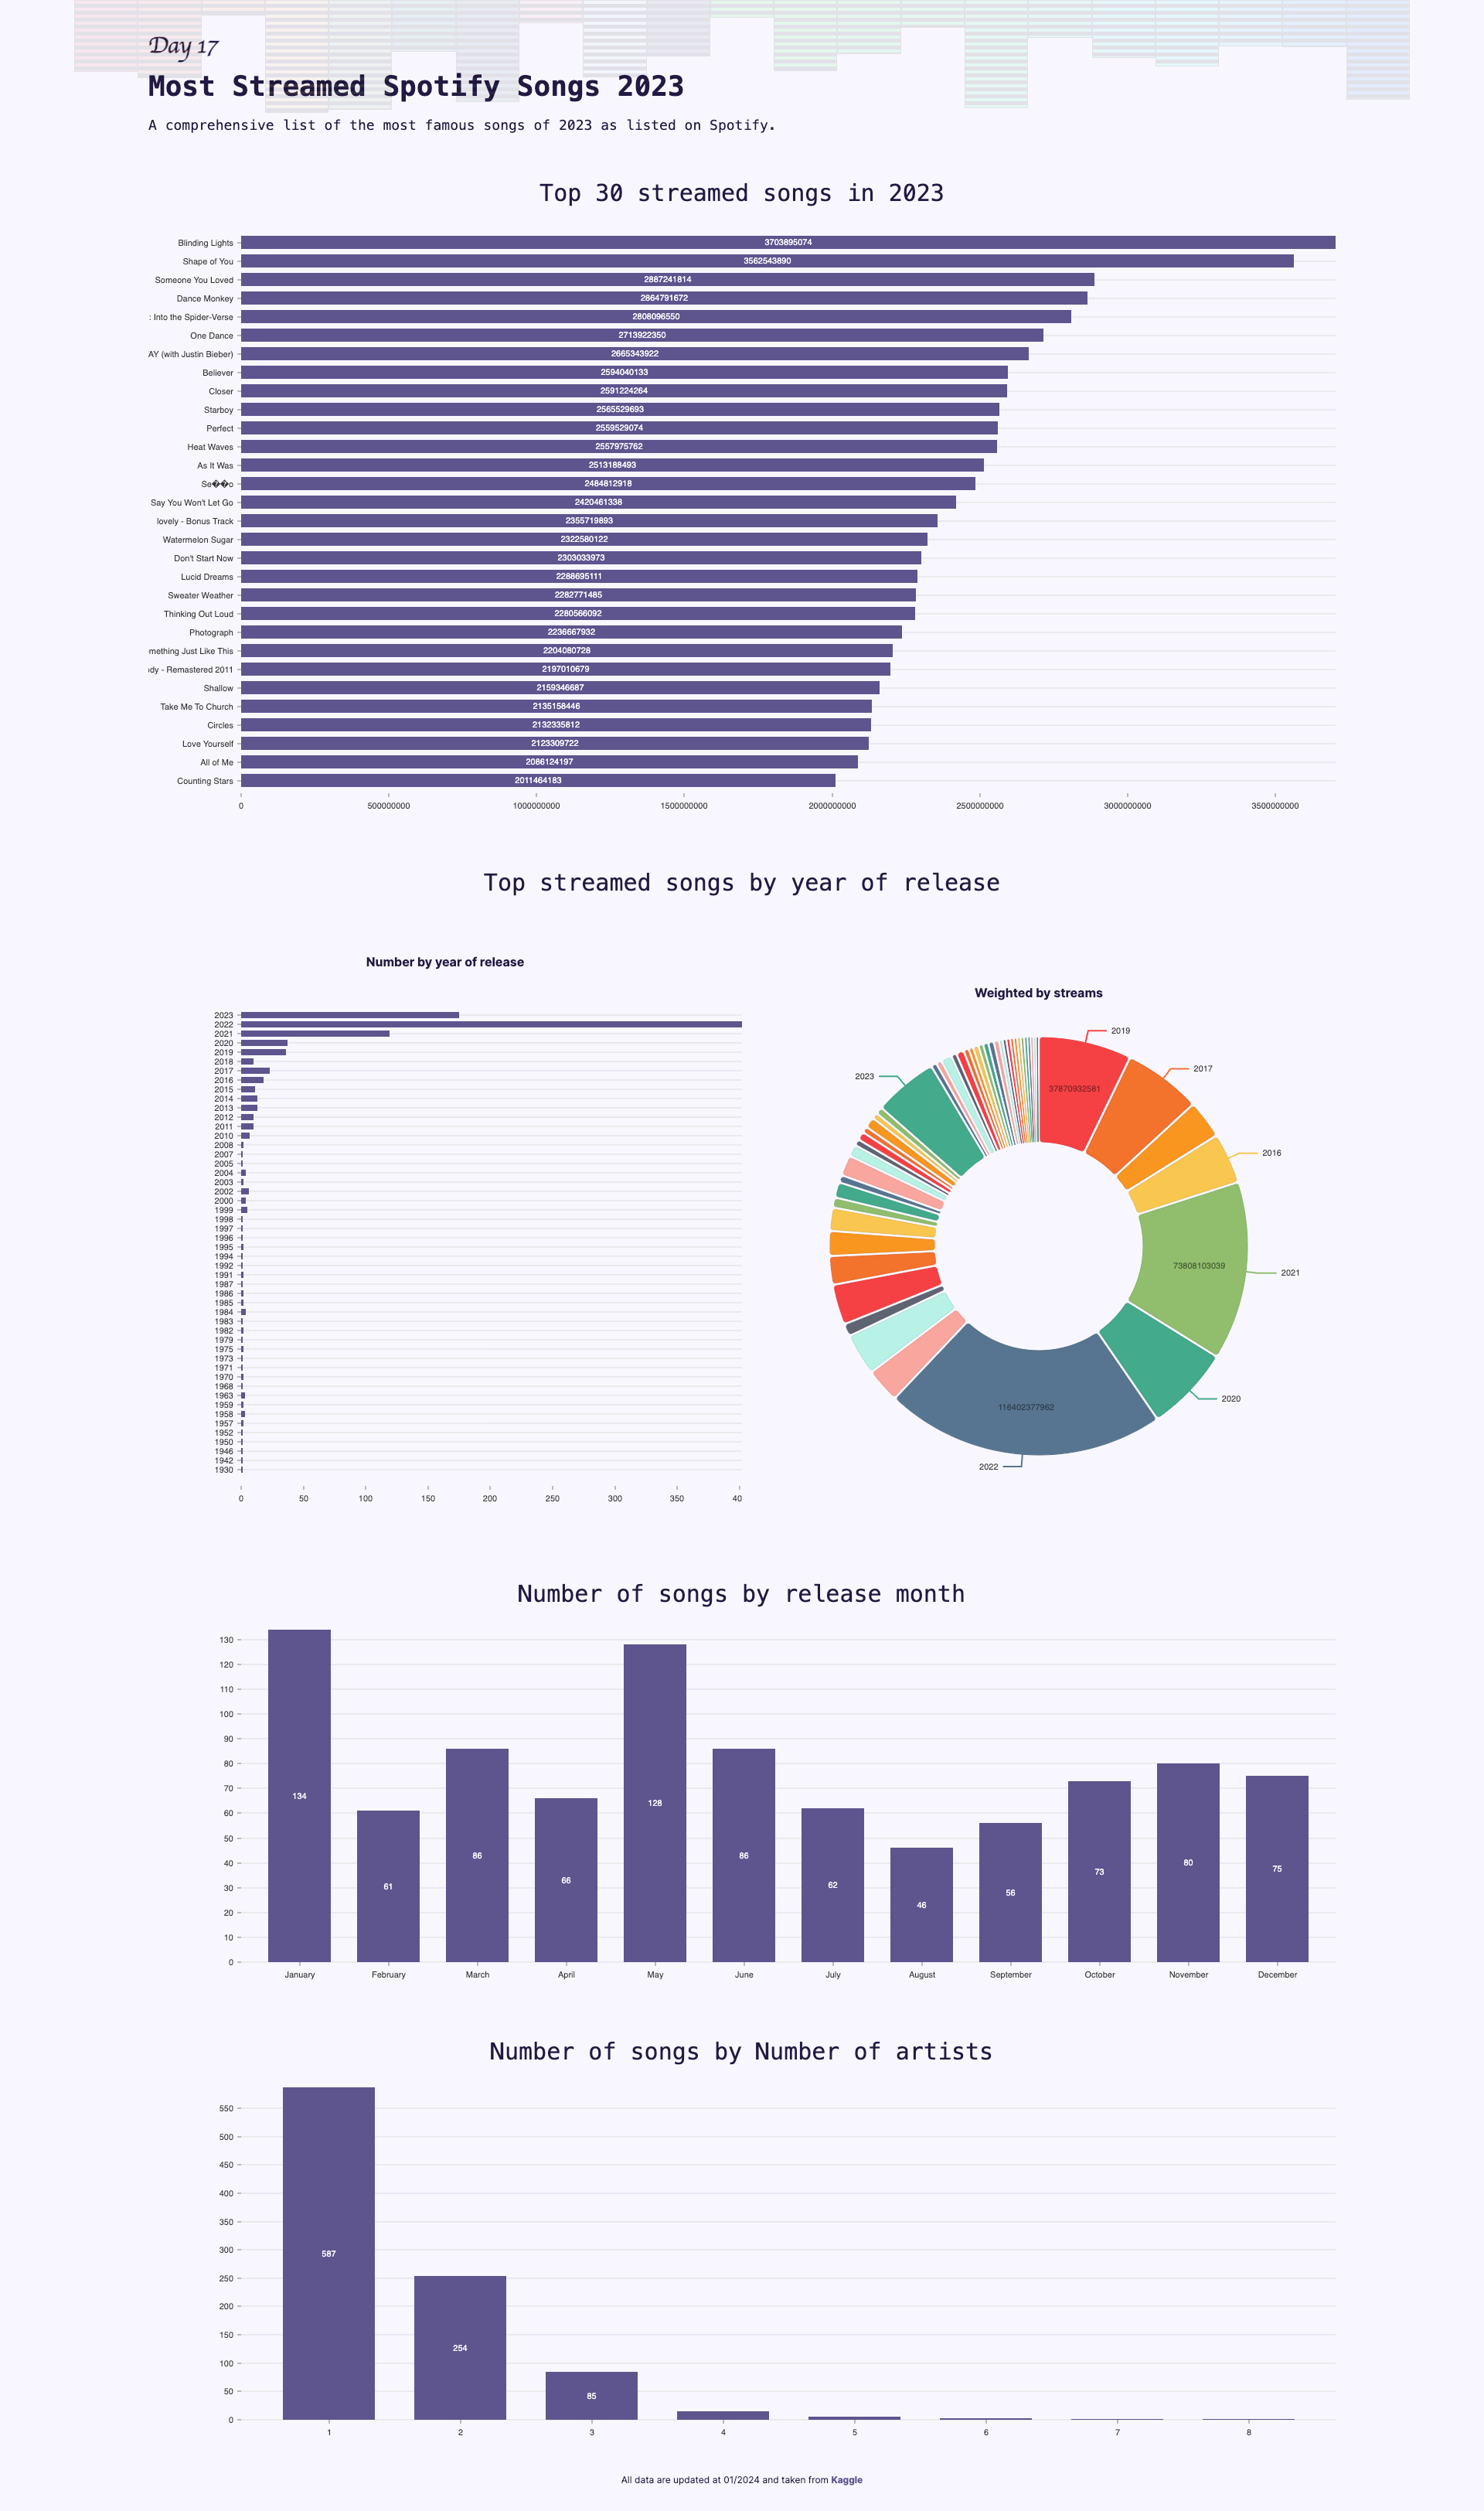 Day 17
Most Streamed Spotify Songs 2023
A comprehensive list of the most famous songs of 2023 as listed on Spotify.
Top 30 streamed songs in 2023
Blinding Lights 3703895074
Shape of You 3562543890
Someone You Loved 2887241814
Dance Monkey 2864791672
: Into the Spider-Verse 2808096550
One Dance 2713922350
AY (with Justin Bieber) 2665343922
Believer 2594040133
Closer 2591224264
Starboy 2565529693
Perfect 2559529074
Heat Waves 2557975762
As It Was 2513188493
Se��o 2484812918
Say You Won't Let Go 2420461338
lovely - Bonus Track 2355719893
Watermelon Sugar 2322580122
Don't Start Now 2303033973
Lucid Dreams 2288695111
Sweater Weather 2282771485
Thinking Out Loud 2280566092
Photograph 2236667932
mething Just Like This 2204080728
dy - Remastered 2011 2197010679
Shallow 2159346687
Take Me To Church 2135158446
Circles 2132335812
Love Yourself 2123309722
All of Me 2086124197
Counting Stars 2011464183
0 500000000 1000000000 1500000000 2000000000 2500000000 3000000000 3500000000
Top streamed songs by year of release
Number by year of release
2023
2022
2021
2020
2019
2018
2017
2016
2015
2014
2013
2012
2011
2010
2008
2007
2005
2004
2003
2002
2000
1999
1998
1997
1996
1995
1994
1992
1991
1987
1986
1985
1984
1983
1982
1979
1975
1973
1971
1970
1968
1963
1959
1958
1957
1952
1950
1946
1942
1930
0 50 100 150 200 250 300 350 40
Weighted by streams
2019
37870932581
2017
2023
2016
73808103039
2021
2020
116402377962
2022
Number of songs by release month
130
120
110
100
90
80
70
60
50
40
30
20
10
0
134 61 86 66 128 86 62 46 56 73 80 75
January February March April May June July August September October November December
Number of songs by Number of artists
550
500
450
400
350
300
250
200
150
100
50
0
587 254 85
1 2 3 4 5 6 7 8
All data are updated at 01/2024 and taken from Kaggle